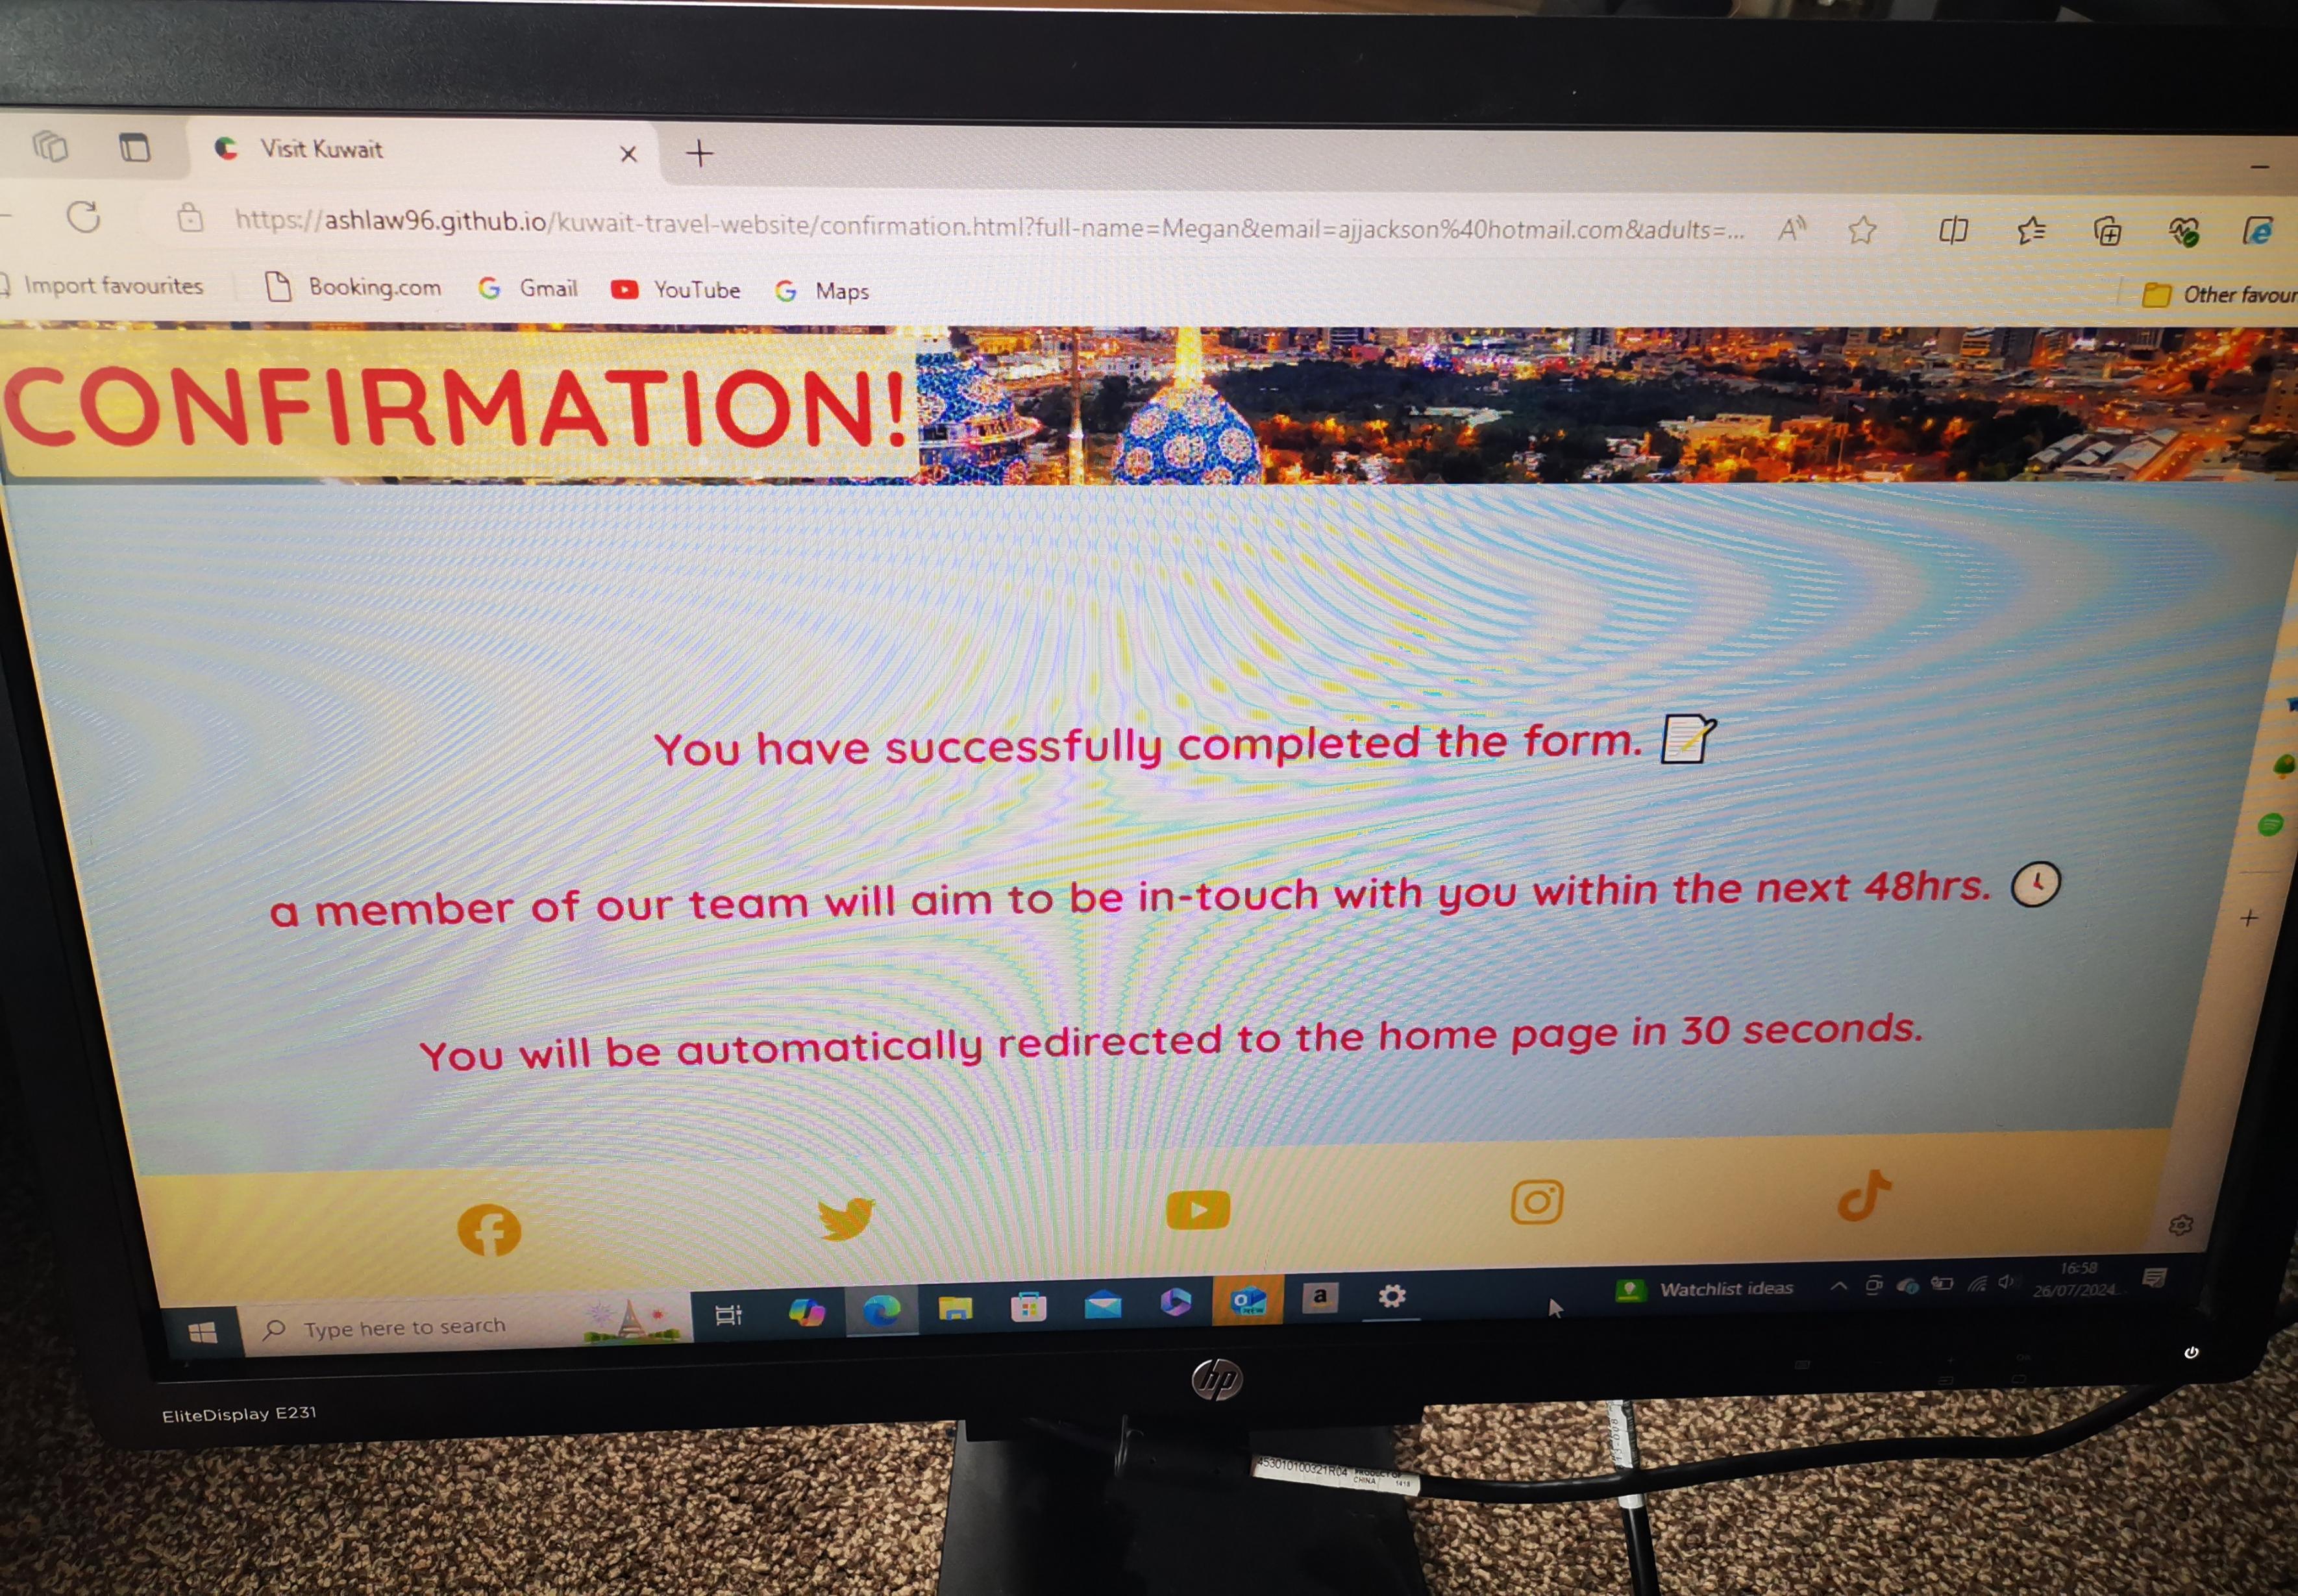 Visit Kuwait
https://ashlaw96.github.io/kuwait-travel-website/confirmation.html?full-name=Megan&email=ajjackson%40hotmail.com&adults=...
Import favourites Booking.com Gmail YouTube Maps Other favour
CONFIRMATION!
You have successfully completed the form.
a member of our team will aim to be in-touch with you within the next 48hrs.
You will be automatically redirected to the home page in 30 seconds.
Type here to search
Watchlist ideas
16:58
26/07/2024
hp
EliteDisplay E231
453010100321R04 PRODUCT OF
CHINA